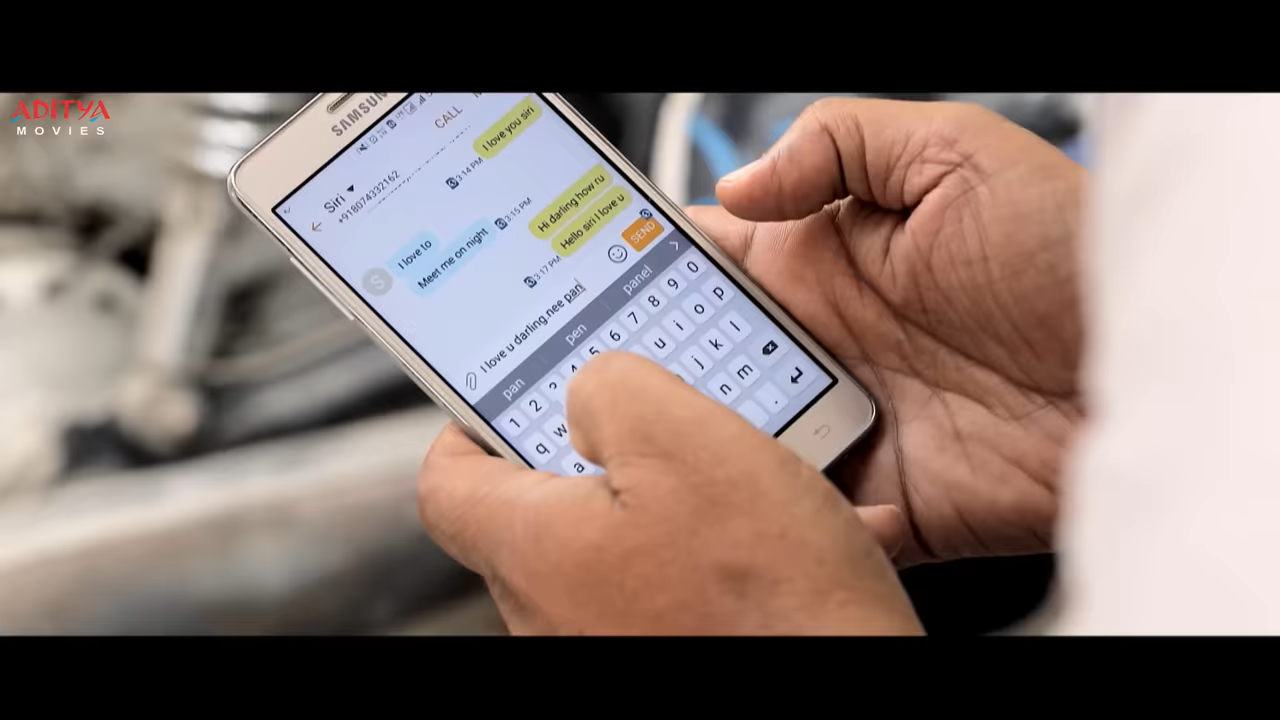 ADITYA
MOVIES
SAMSUN
CALL
Siri
+918074332162
I love you siri
3:14 PM
S
I love to
Meet me on night
3:15 PM
Hi darling how ru
Hello siri I love u
3:17 PM
I love u darling.nee pan
SEND
pan
pen
panel
1 2 3 4 5 6 7 8 9 0
q w u i o p
a j k l
n m
.